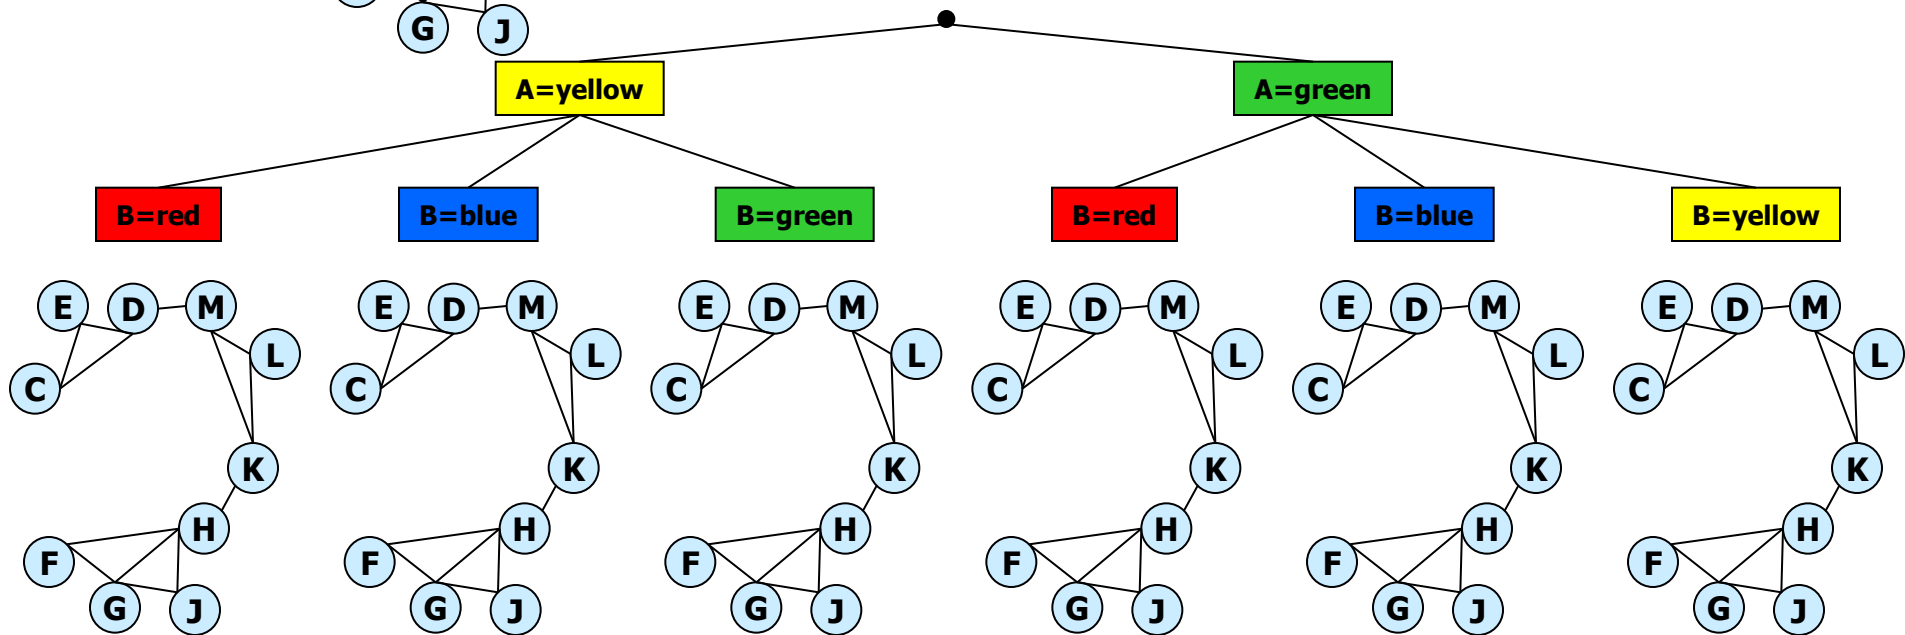 G J
A=yellow A=green
B=red B=blue B=green B=red B=blue B=yellow
E D M E D M E D M E D M E D M E D M
L L L L L L
C C C C C C
K K K K K K
H H H H H H
F F F F F F
G J G J G J G J G J G J